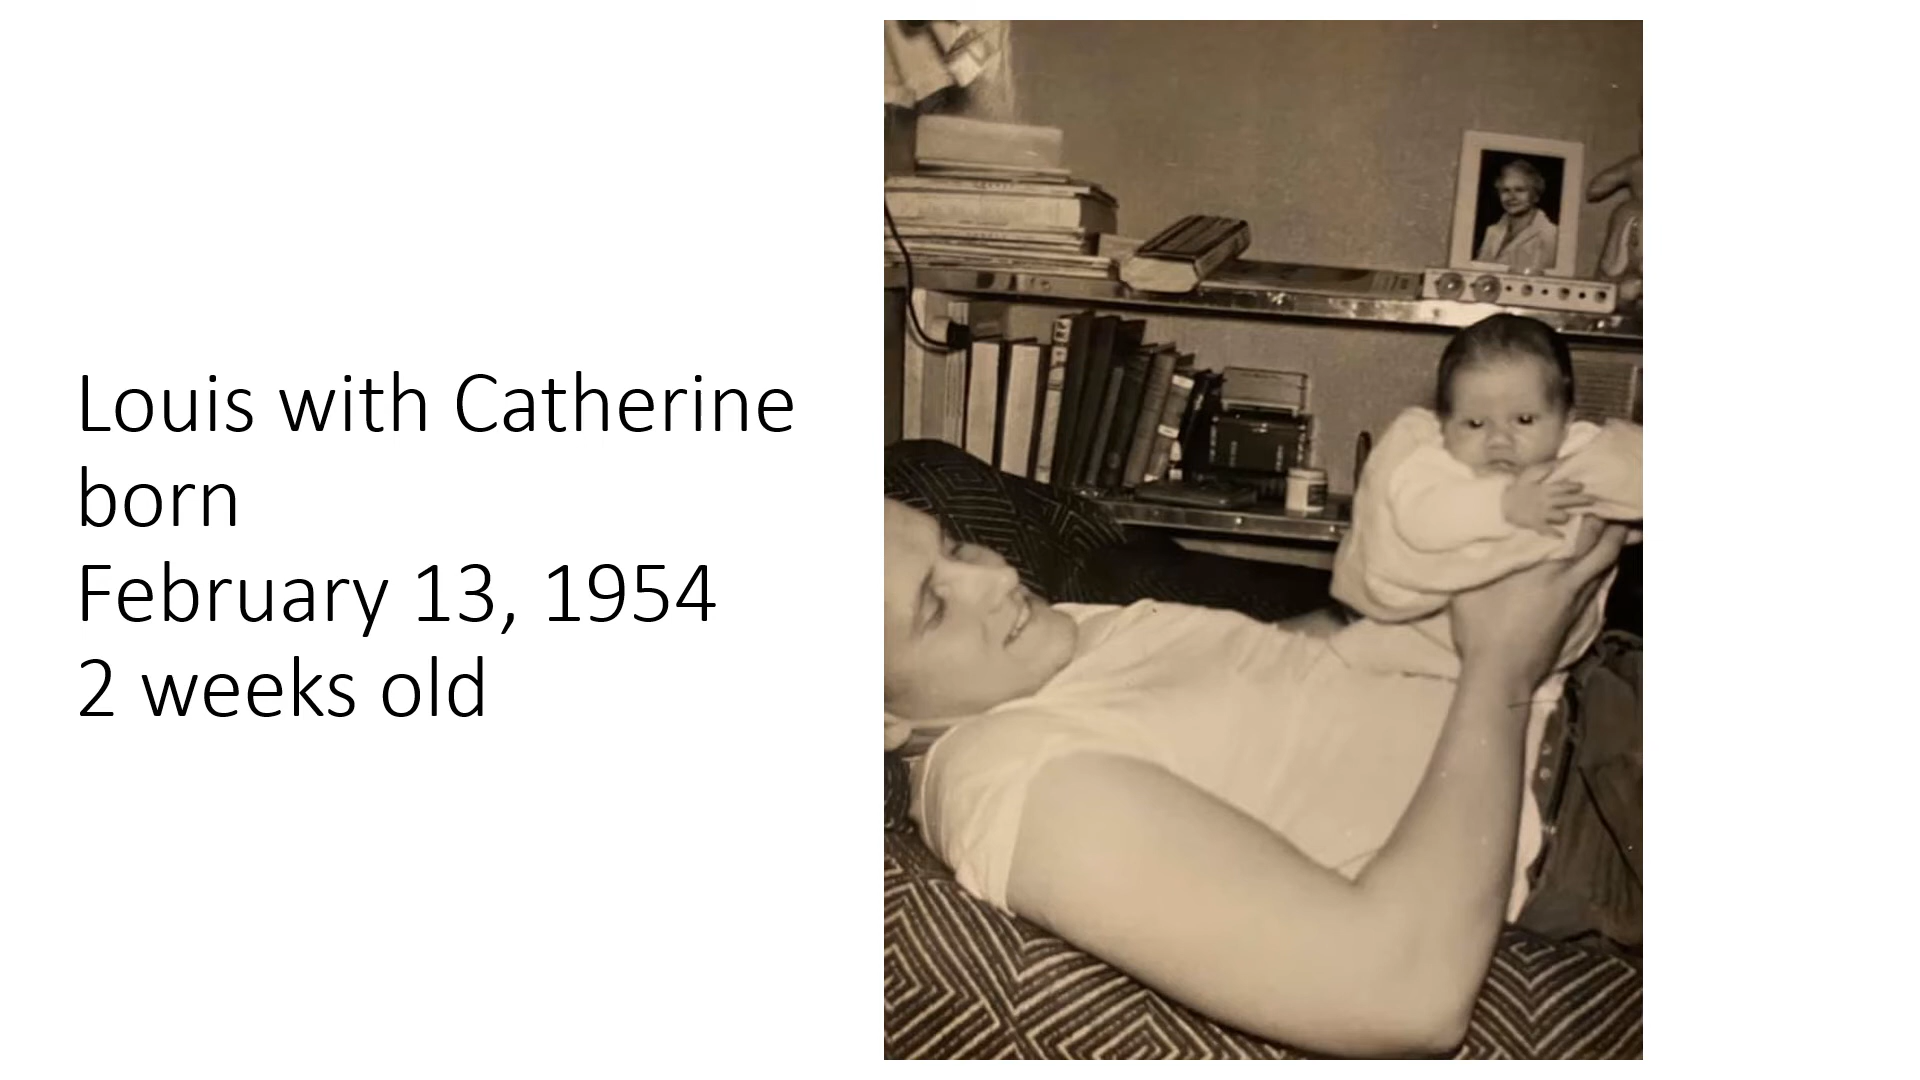 Louis with Catherine
born
February 13, 1954
2 weeks old